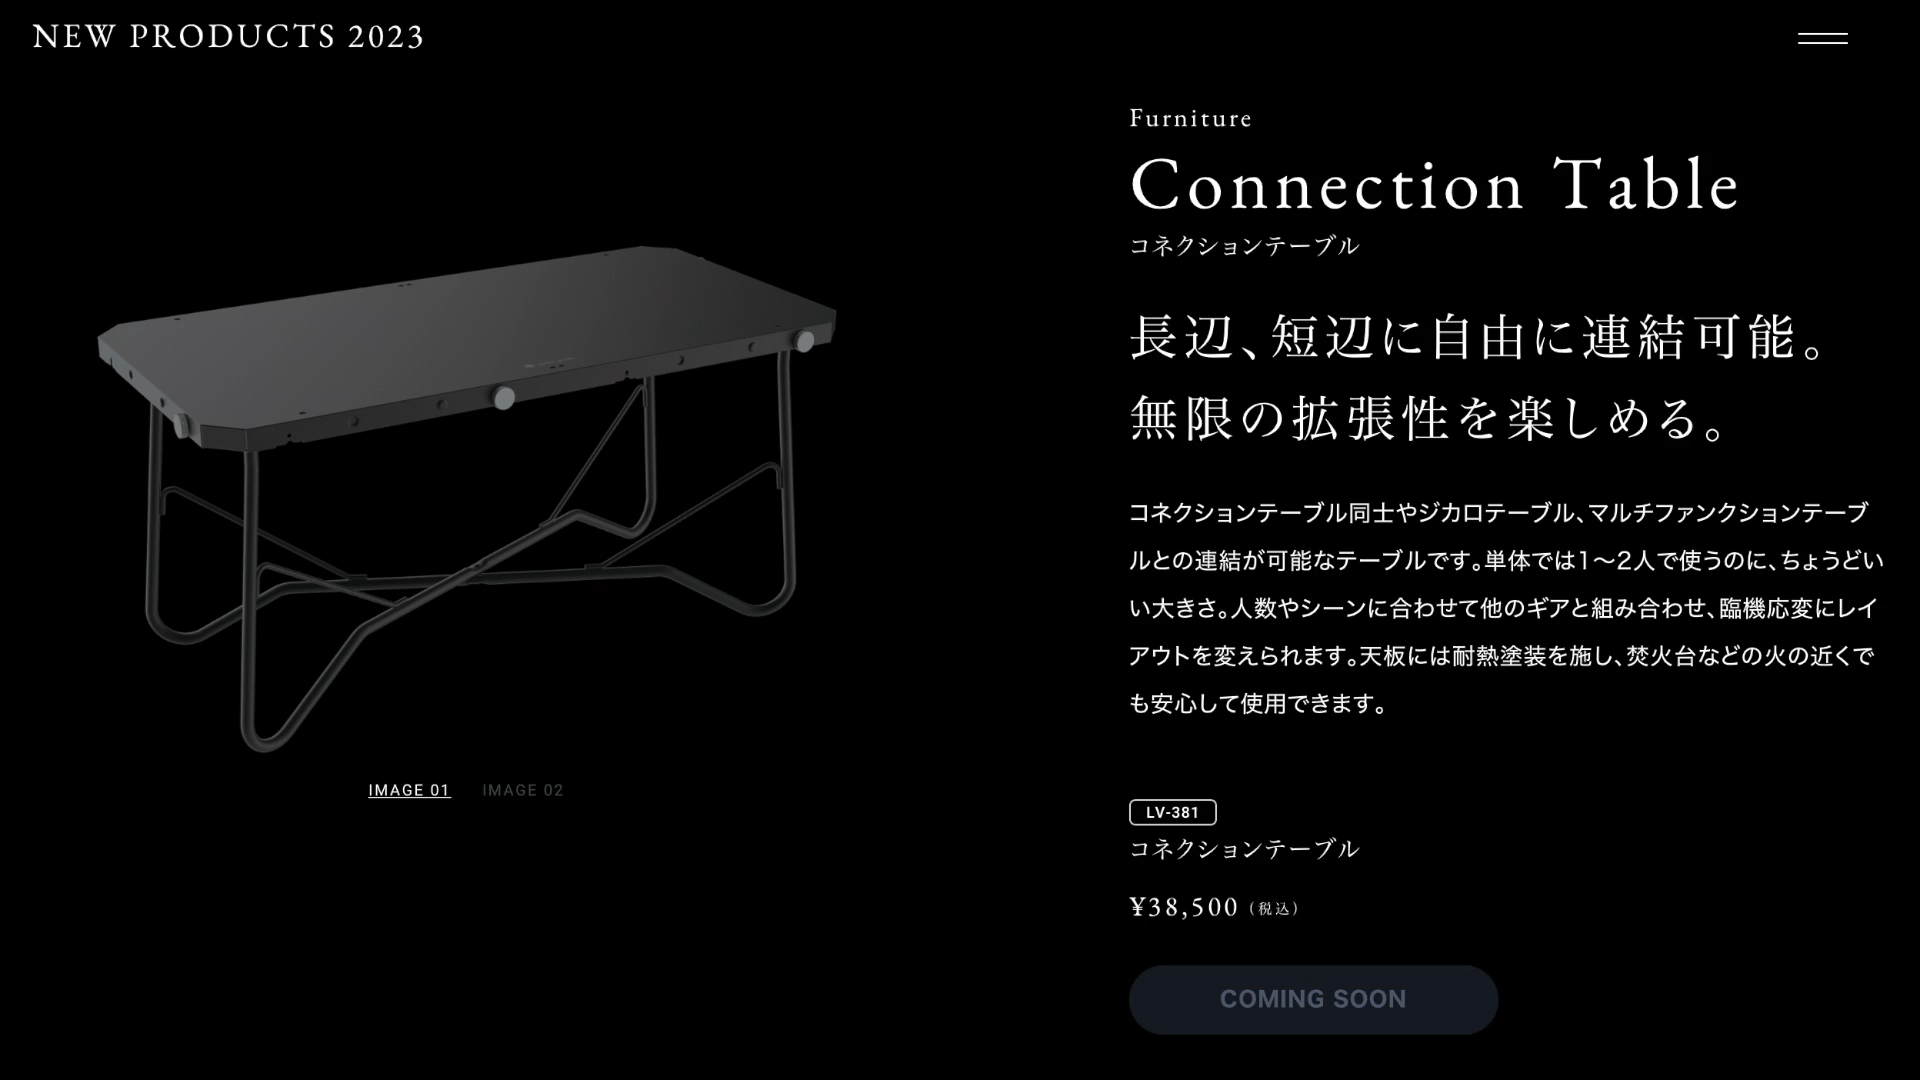 NEW PRODUCTS 2023
Furniture
Connection Table
コネクションテーブル
長辺、短辺に自由に連結可能。
無限の拡張性を楽しめる。
コネクションテーブル同士やジカロテーブル、マルチファンクションテーブ
ルとの連結が可能なテーブルです。単体では1〜2人で使うのに、ちょうどい
い大きさ。人数やシーンに合わせて他のギアと組み合わせ、臨機応変にレイ
アウトを変えられます。天板には耐熱塗装を施し、焚火台などの火の近くで
も安心して使用できます。
IMAGE 01 IMAGE 02
LV-381
コネクションテーブル
¥38,500（税込）
COMING SOON